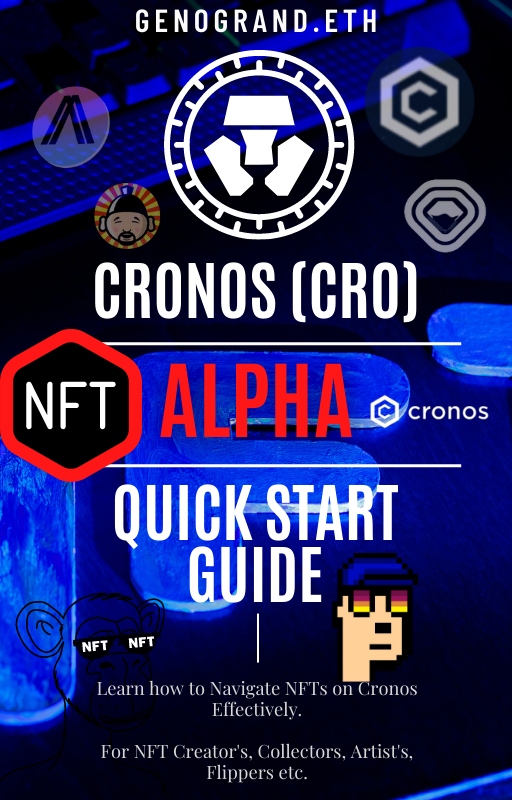 GENOGRAND.ETH
CRONOS (CRO)
NFT
ALPHA
cronos
QUICK START
GUIDE
NFT NFT
Learn how to Navigate NFTs on Cronos
Effectively.
For NFT Creator's, Collectors, Artist's,
Flippers etc.